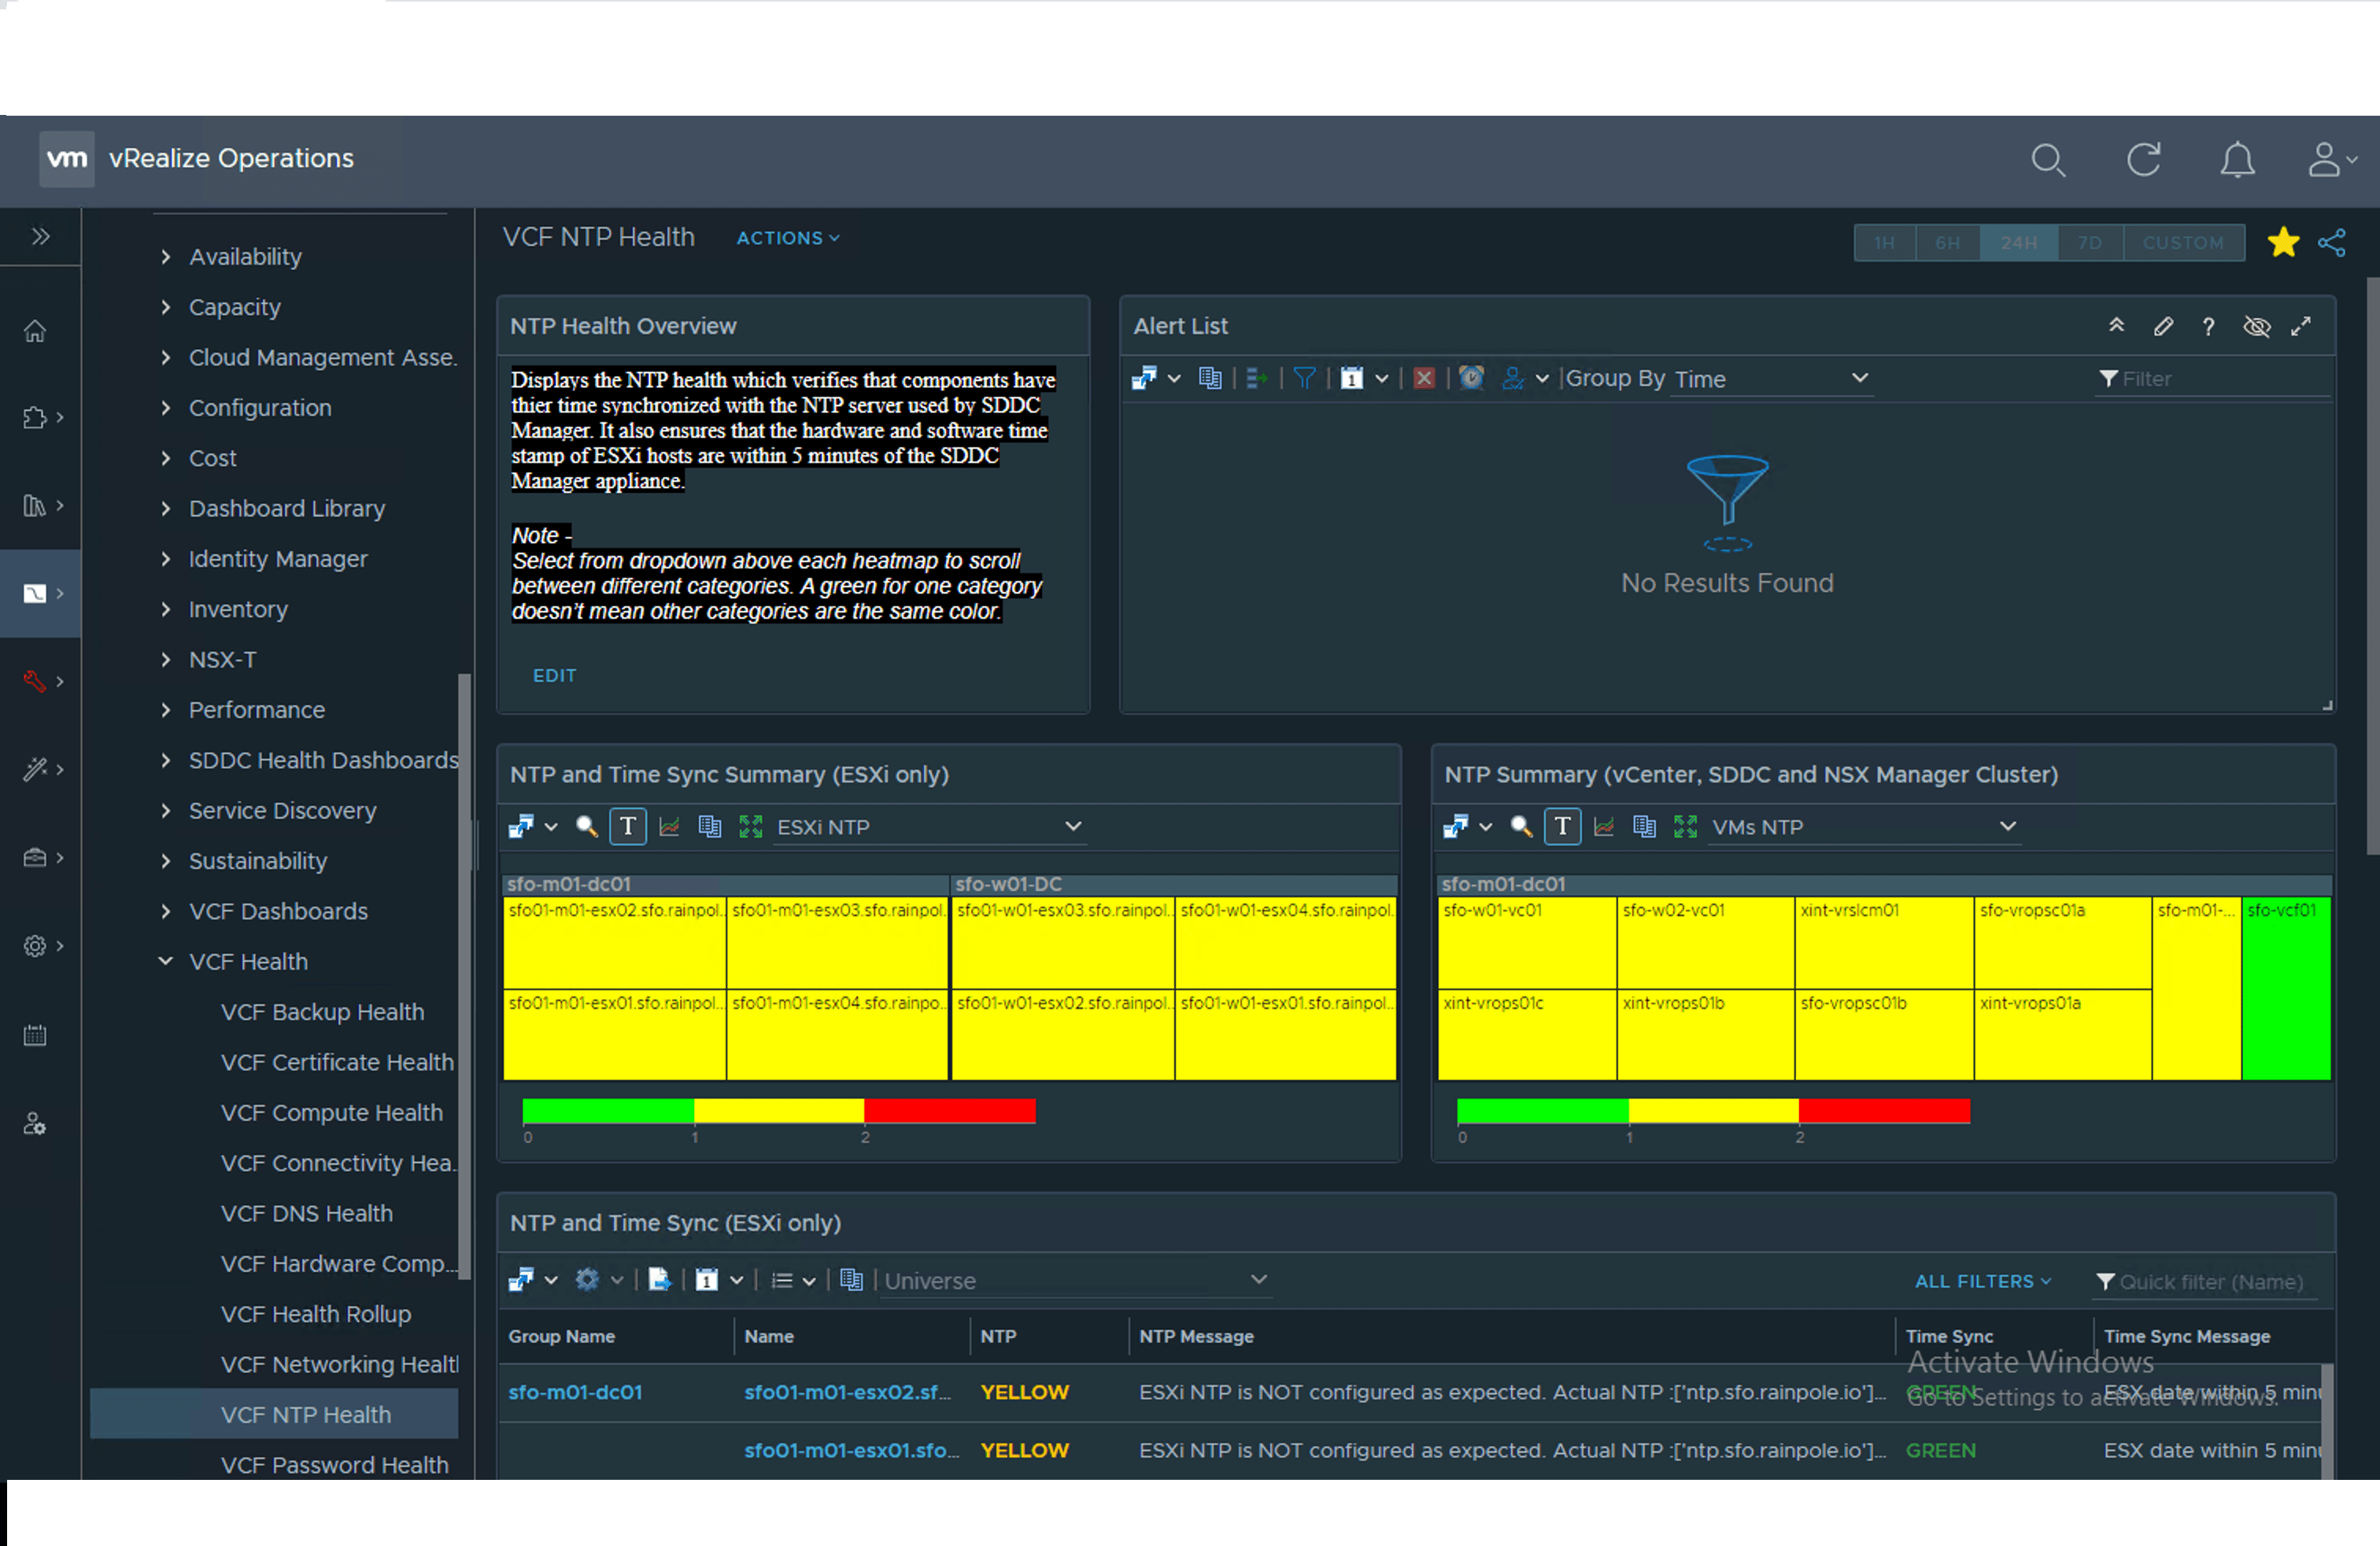 vm vRealize Operations
Availability
Capacity
Cloud Management Asse.
Configuration
Cost
Dashboard Library
Identity Manager
Inventory
NSX-T
Performance
SDDC Health Dashboards
Service Discovery
Sustainability
VCF Dashboards
VCF Health
VCF Backup Health
VCF Certificate Health
VCF Compute Health
VCF Connectivity Hea.
VCF DNS Health
VCF Hardware Comp...
VCF Health Rollup
VCF Networking Healt
VCF NTP Health
VCF Password Health
VCF NTP Health ACTIONS
1H 6H 24H 7D CUSTOM
NTP Health Overview
Displays the NTP health which verifies that components have
thier time synchronized with the NTP server used by SDDC
Manager. It also ensures that the hardware and software time
stamp of ESXi hosts are within 5 minutes of the SDDC
Manager appliance.
Note -
Select from dropdown above each heatmap to scroll
between different categories. A green for one category
doesn't mean other categories are the same color.
EDIT
Alert List
?
1 Group By Time Filter
No Results Found
NTP and Time Sync Summary (ESXi only)
T ESXi NTP
sfo-m01-dc01 sfo-w01-DC
sfo01-m01-esx02.sfo.rainpol.. sfo01-m01-esx03.sfo.rainpol. sfo01-w01-esx03.sfo.rainpol.. sfo01-w01-esx04.sfo.rainpol.
sfo01-m01-esx01.sfo.rainpol... sfo01-m01-esx04.sfo.rainpo... sfo01-w01-esx02.sfo.rainpol.. sfo01-w01-esx01.sfo.rainpol...
0 1 2
NTP Summary (vCenter, SDDC and NSX Manager Cluster)
T VMs NTP
sfo-m01-dc01
sfo-w01-vc01 sfo-w02-vc01 xint-vrslcm01 sfo-vropsc01a sfo-m01-... sfo-vcf01
xint-vrops01c xint-vrops01b sfo-vropsc01b xint-vrops01a
0 1 2
NTP and Time Sync (ESXi only)
1 Universe ALL FILTERS Quick filter (Name)
Group Name Name NTP NTP Message Time Sync Time Sync Message
Activate Windows
sfo-m01-dc01 sfo01-m01-esx02.sf... YELLOW ESXi NTP is NOT configured as expected. Actual NTP :['ntp.sfo.rainpole.io']... GREEN ESX date within 5 minu
Go to Settings to activate Windows.
sfo01-m01-esx01.sfo... YELLOW ESXi NTP is NOT configured as expected. Actual NTP :['ntp.sfo.rainpole.io']... GREEN ESX date within 5 minu